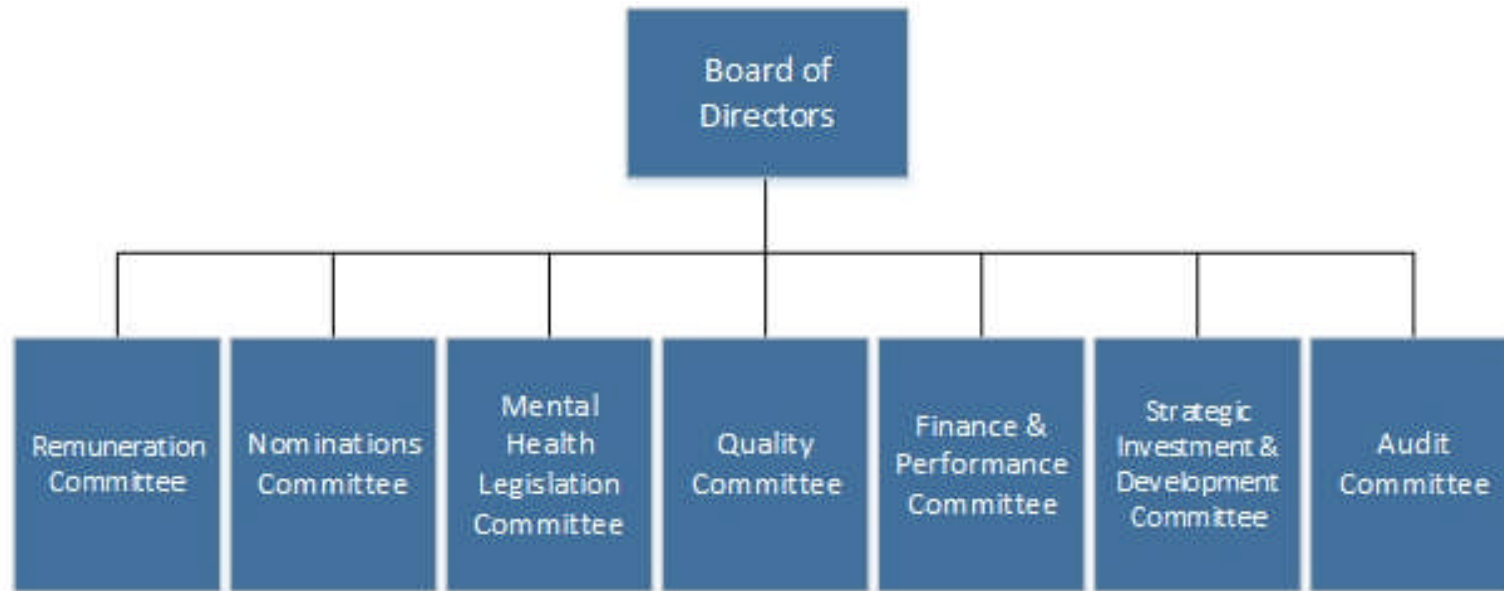 Board of
Directors
Remuneration
Committee
Nominations
Committee
Mental
Health
Legislation
Committee
Quality
Committee
Finance &
Performance
Committee
Strategic
Investment &
Development
Committee
Audit
Committee